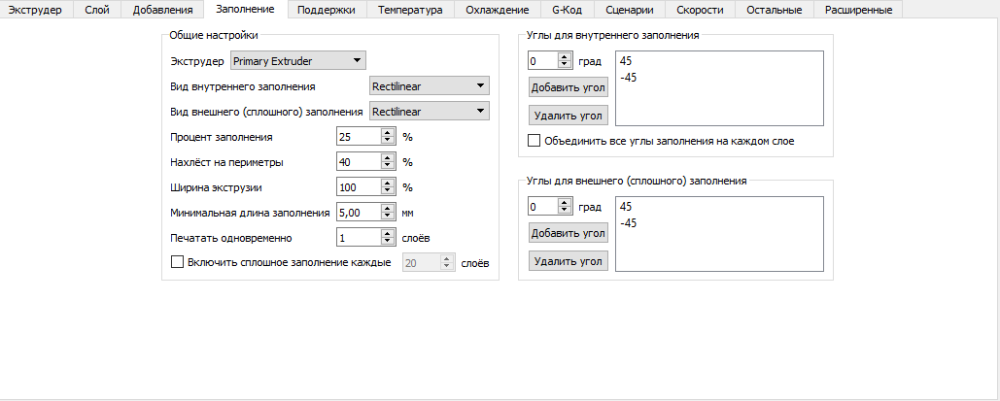 Экструдер Слой Добавления Заполнение Поддержки Температура Охлаждение G-Код Сценарии Скорости Остальные Расширенные
Общие настройки
Экструдер Primary Extruder
Вид внутреннего заполнения Rectilinear
Вид внешнего (сплошного) заполнения Rectilinear
Процент заполнения 25 %
Нахлёст на периметры 40 %
Ширина экструзии 100 %
Минимальная длина заполнения 5,00 мм
Печатать одновременно 1 слоёв
Включить сплошное заполнение каждые 20 слоёв
Углы для внутреннего заполнения
0 град
Добавить угол
Удалить угол
45
-45
Объединить все углы заполнения на каждом слое
Углы для внешнего (сплошного) заполнения
0 град
Добавить угол
Удалить угол
45
-45